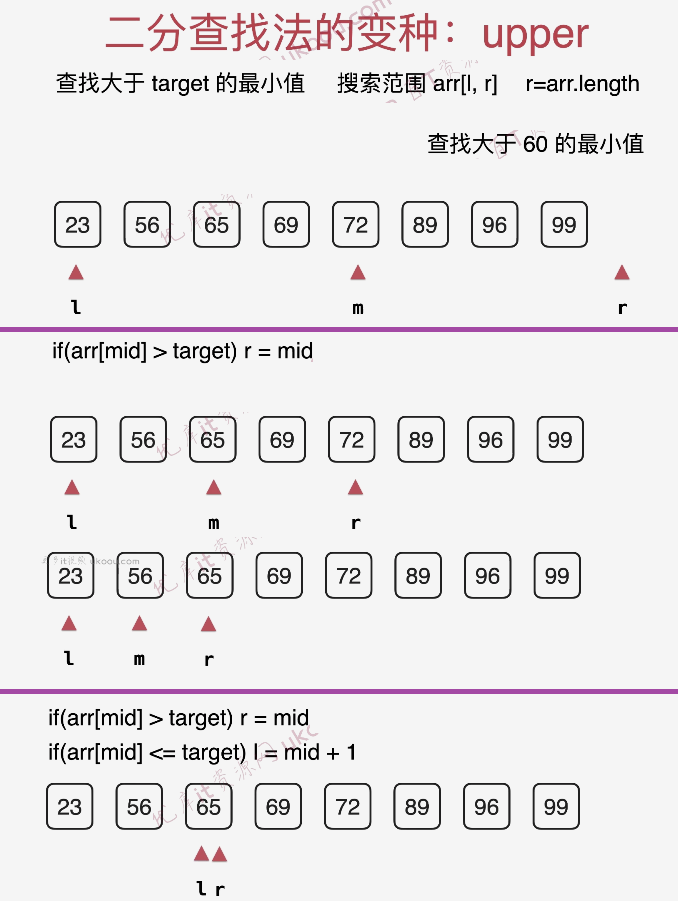 二分查找法的变种：upper
查找大于 target 的最小值 搜索范围 arr[l, r] r=arr.length
查找大于 60 的最小值
23 56 65 69 72 89 96 99
l m r
if(arr[mid] > target) r = mid
23 56 65 69 72 89 96 99
l m r
23 56 65 69 72 89 96 99
l m r
if(arr[mid] > target) r = mid
if(arr[mid] <= target) l = mid + 1
23 56 65 69 72 89 96 99
l r